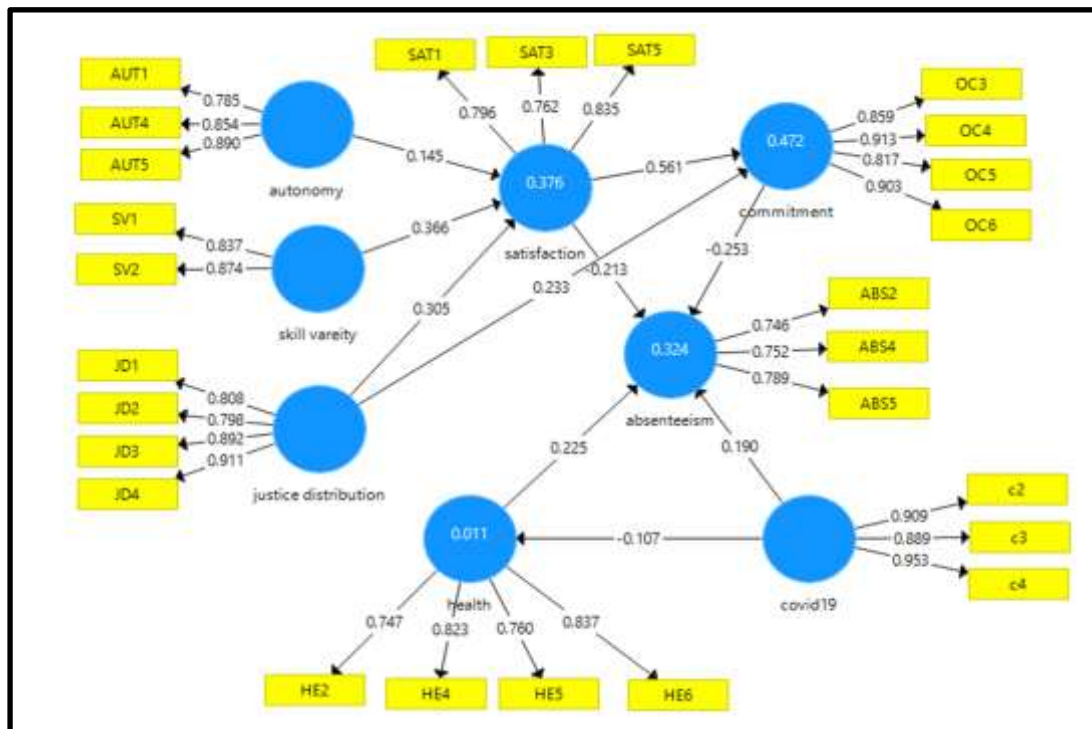 SAT1
SAT3
SAT5
AUT1
AUT4
AUT5
0.785
0.854
0.890
autonomy
0.796
0.762
0.835
0.145
0.376
satisfaction
0.561
0.472
commitment
OC3
OC4
OC5
OC6
0.859
0.913
0.817
0.903
SV1
SV2
0.837
0.874
skill vareity
0.366
0.305
0.233
-0.213
-0.253
JD1
JD2
JD3
JD4
0.808
0.798
0.892
0.911
justice distribution
0.324
absenteeism
0.746
0.752
0.789
ABS2
ABS4
ABS5
0.225
0.190
0.011
health
-0.107
covid19
0.909
0.889
0.953
c2
c3
c4
0.747
0.823
0.760
0.837
HE2
HE4
HE5
HE6